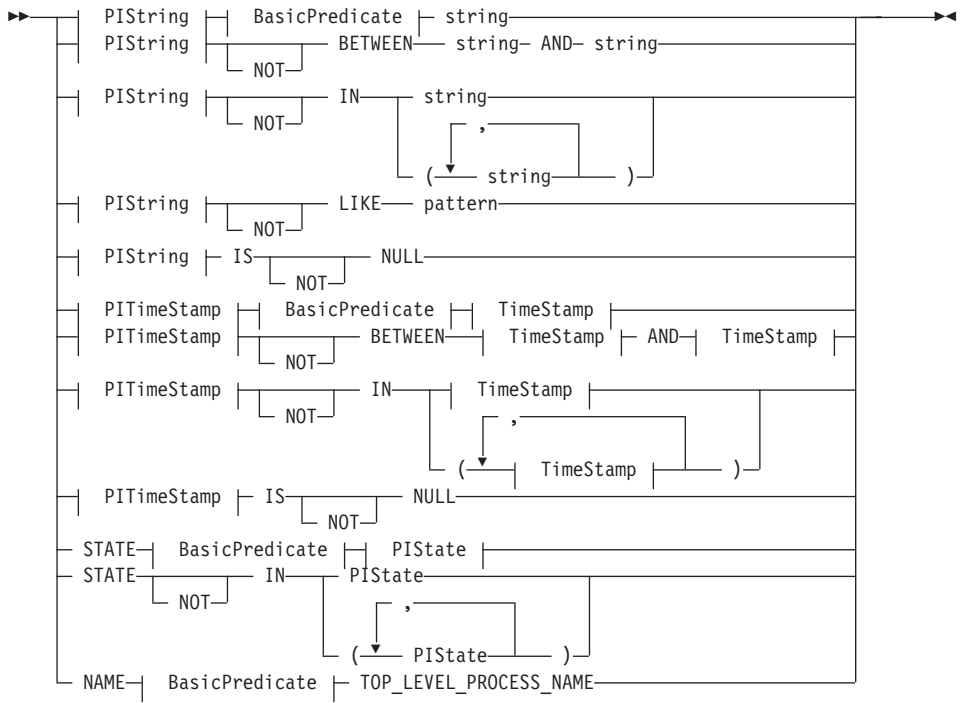 PIString BasicPredicate string
PIString BETWEEN string AND string
NOT
PIString IN string
NOT
,
( string )
PIString LIKE pattern
NOT
PIString IS NULL
NOT
PITimeStamp BasicPredicate TimeStamp
PITimeStamp BETWEEN TimeStamp AND TimeStamp
NOT
PITimeStamp IN TimeStamp
NOT
,
( TimeStamp )
PITimeStamp IS NULL
NOT
STATE BasicPredicate PIState
STATE IN PIState
NOT
,
( PIState )
NAME BasicPredicate TOP_LEVEL_PROCESS_NAME